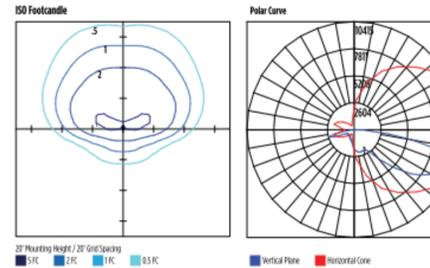 ISO Footcandle
Polar Curve
.5
1
2
10415
7811
5208
2604
20' Mounting Height / 20' Grid Spacing
5 FC
2 FC
1 FC
0.5 FC
Vertical Plane
Horizontal Cone